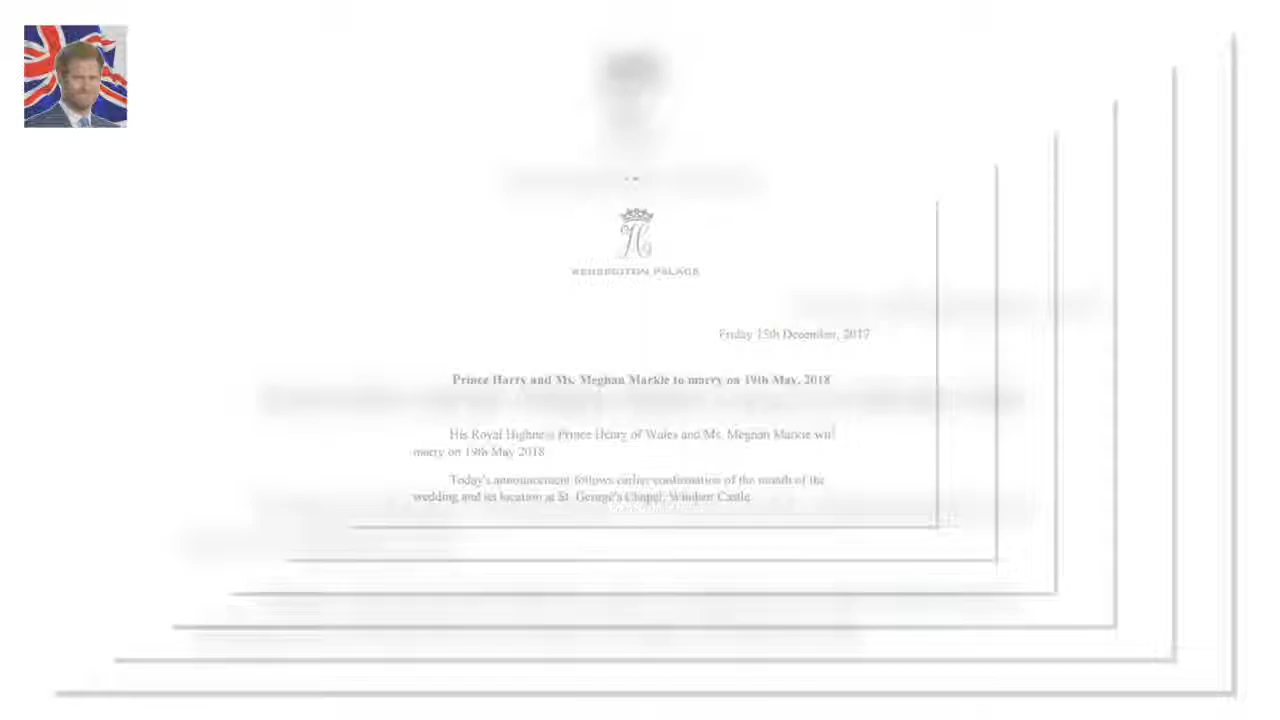 KENSINGTON PALACE
Friday 15th December, 2017
Prince Harry and Ms. Meghan Markle to marry on 19th May, 2018
His Royal Highness Prince Henry of Wales and Ms. Meghan Markle will
marry on 19th May 2018
Today's announcement follows earlier confirmation of the month of the
wedding and its location at St. George's Chapel, Windsor Castle.